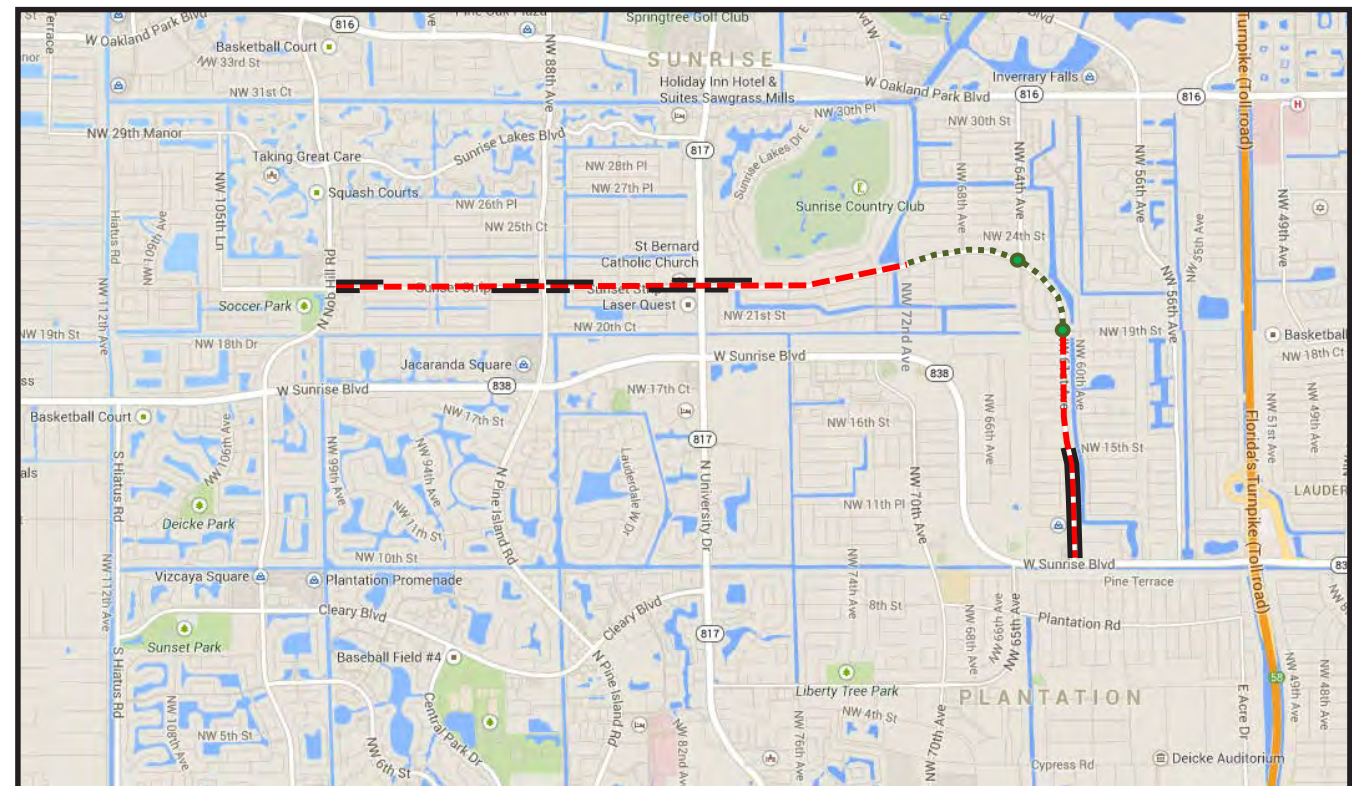 St
816
Pine Oak Plaza
Springtree Golf Club
W Oakland Park Blvd
Basketball Court
NW 33rd St
NW 88th Ave
SUNRISE
Holiday Inn Hotel &
Suites Sawgrass Mills
Inverrary Falls
W Oakland Park Blvd
816
816
Turnpike (Tollroad)
H
NW 31st Ct
NW 30th Pl
NW 30th St
NW 29th Manor
Sunrise Lakes Blvd
817
Sunrise Lakes Dr E
NW 64th Ave
NW 56th Ave
NW 49th Ave
Taking Great Care
NW 28th Pl
NW 27th Pl
NW 68th Ave
Squash Courts
NW 26th Pl
Sunrise Country Club
NW 105th Ln
NW 109th Ave
Hiatus Rd
NW 25th Ct
NW 24th St
NW 55th Ave
St Bernard
Catholic Church
N Nob Hill Rd
Sunset Strip
Sunset Strip
Laser Quest
Soccer Park
NW 112th Ave
NW 21st St
NW 72nd Ave
NW 56th Ave
NW 19th St
NW 18th Dr
NW 20th Ct
NW 19th St
Basketball
NW 18th Ct
NW 60th Ave
Jacaranda Square
W Sunrise Blvd
838
W Sunrise Blvd
838
NW 17th Ct
Basketball Court
NW 17th St
NW 16th St
NW 66th Ave
NW 51st Ave
NW 49th Ave
NW 106th Ave
817
NW 15th St
S Hiatus Rd
NW 99th Ave
NW 94th Ave
N Pine Island Rd
Lauderdale W Dr
N University Dr
NW 70th Ave
Florida's Turnpike (Tollroad)
LAUDER
Deicke Park
NW 11th St
NW 11th Pl
NW 10th St
W Sunrise Blvd
83
Vizcaya Square
Plantation Promenade
Pine Terrace
NW 112th Ave
Cleary Blvd
Cleary Blvd
NW 74th Ave
8th St
NW 68th Ave
NW 66th Ave
NW 65th Ave
Plantation Rd
Sunset Park
817
Baseball Field #4
N Pine Island Rd
S Hiatus Rd
Liberty Tree Park
PLANTATION
58
NW 49th Ave
NW 48th Ave
NW 108th Ave
NW 5th St
NW 6th St
Central Park Dr
NW 82nd Av
NW 76th Ave
NW 4th St
NW 70th Ave
E Acre Dr
Cypress Rd
Deicke Auditorium